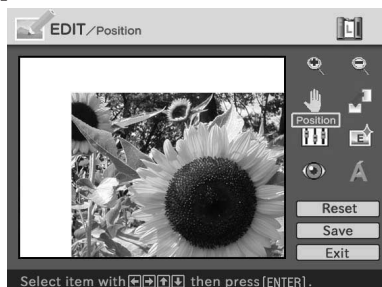 EDIT/Position
L
Position
E
A
Reset
Save
Exit
Select item with ←→↑↓ then press [ENTER].